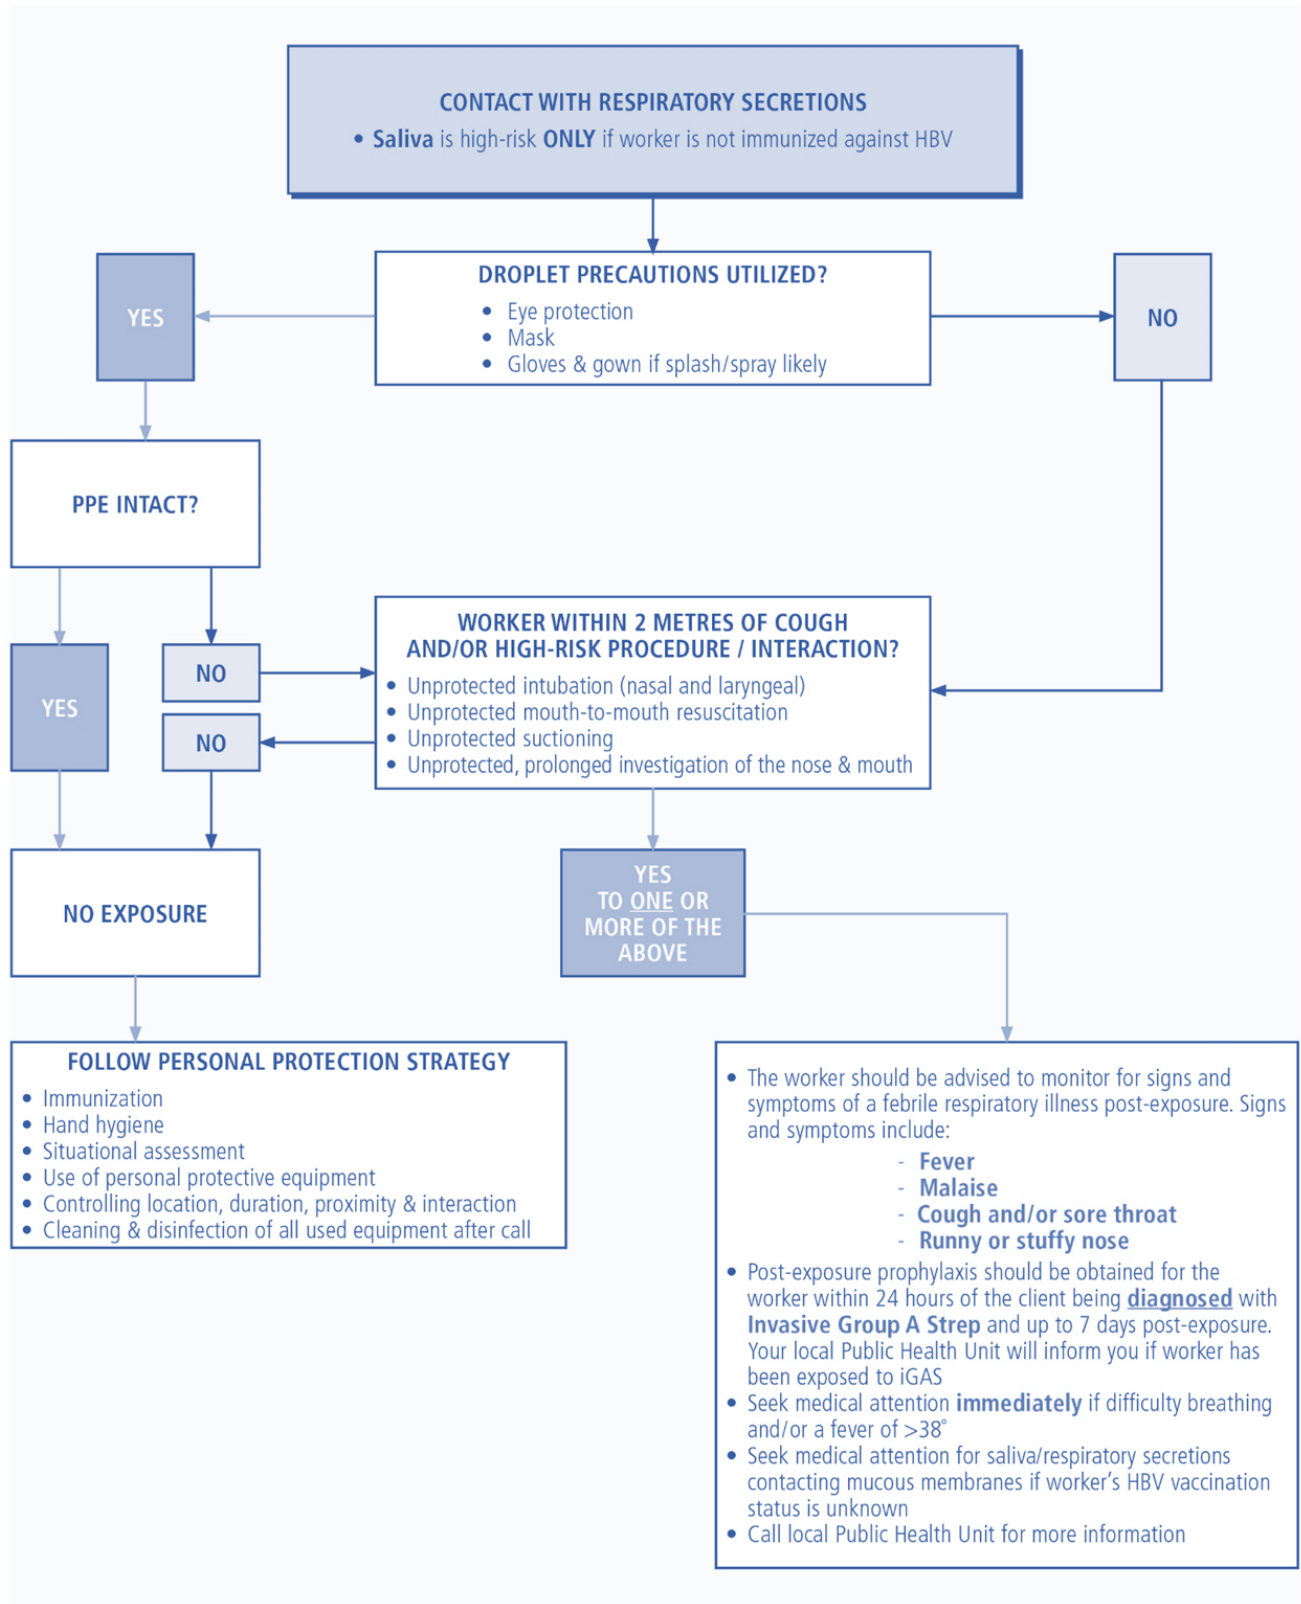 CONTACT WITH RESPIRATORY SECRETIONS
• Saliva is high-risk ONLY if worker is not immunized against HBV
DROPLET PRECAUTIONS UTILIZED?
• Eye protection
• Mask
• Gloves & gown if splash/spray likely
YES
NO
PPE INTACT?
WORKER WITHIN 2 METRES OF COUGH
AND/OR HIGH-RISK PROCEDURE / INTERACTION?
• Unprotected intubation (nasal and laryngeal)
• Unprotected mouth-to-mouth resuscitation
• Unprotected suctioning
• Unprotected, prolonged investigation of the nose & mouth
YES
NO
NO
NO EXPOSURE
YES
TO ONE OR
MORE OF THE
ABOVE
FOLLOW PERSONAL PROTECTION STRATEGY
• Immunization
• Hand hygiene
• Situational assessment
• Use of personal protective equipment
• Controlling location, duration, proximity & interaction
• Cleaning & disinfection of all used equipment after call
• The worker should be advised to monitor for signs and
symptoms of a febrile respiratory illness post-exposure. Signs
and symptoms include:
- Fever
- Malaise
- Cough and/or sore throat
- Runny or stuffy nose
• Post-exposure prophylaxis should be obtained for the
worker within 24 hours of the client being diagnosed with
Invasive Group A Strep and up to 7 days post-exposure.
Your local Public Health Unit will inform you if worker has
been exposed to iGAS
• Seek medical attention immediately if difficulty breathing
and/or a fever of >38°
• Seek medical attention for saliva/respiratory secretions
contacting mucous membranes if worker's HBV vaccination
status is unknown
• Call local Public Health Unit for more information